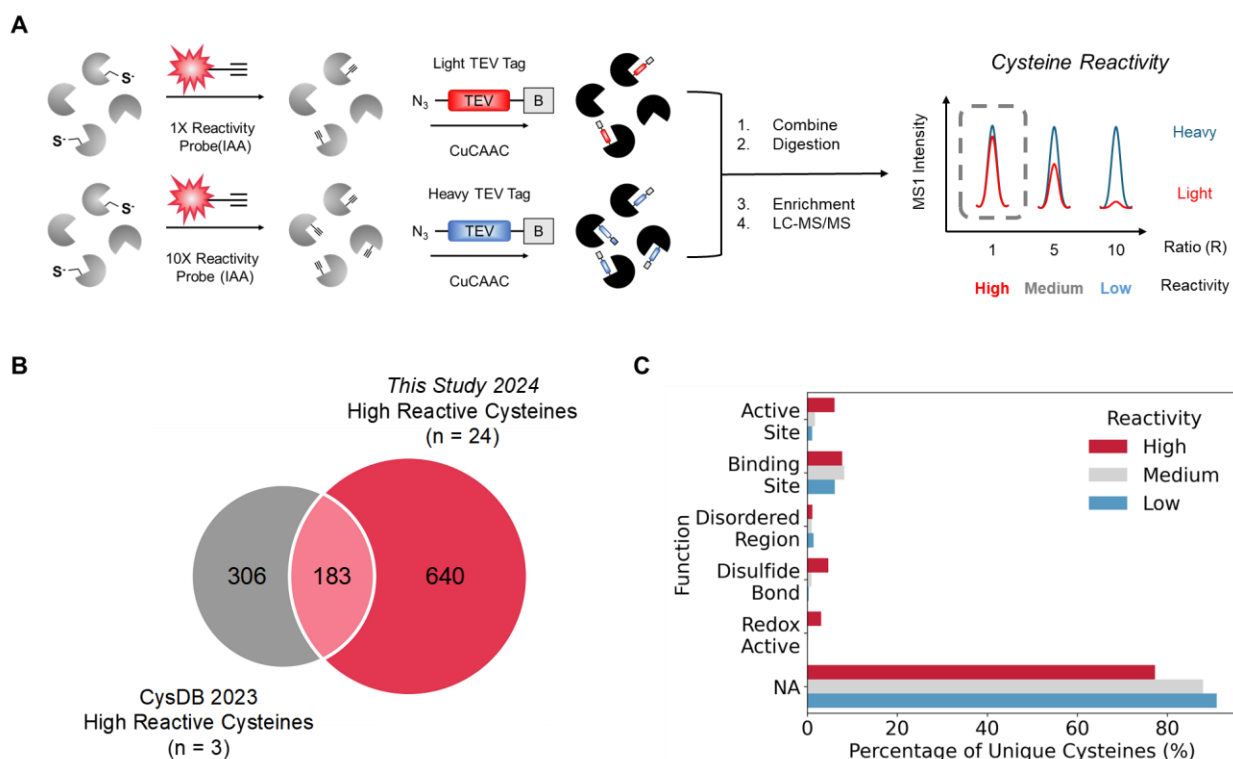 A
S-
S-
1X Reactivity
Probe(IAA)
Light TEV Tag
N3
TEV
B
CuCAAC
S-
S-
10X Reactivity
Probe (IAA)
Heavy TEV Tag
N3
TEV
B
CuCAAC
1. Combine
2. Digestion
3. Enrichment
4. LC-MS/MS
Cysteine Reactivity
MS1 Intensity
Heavy
Light
1 5 10 Ratio (R)
High Medium Low Reactivity
B
This Study 2024
High Reactive Cysteines
(n = 24)
306 183 640
CysDB 2023
High Reactive Cysteines
(n = 3)
C
Function
Active
Site
Binding
Site
Disordered
Region
Disulfide
Bond
Redox
Active
NA
Reactivity
High
Medium
Low
0 20 40 60 80
Percentage of Unique Cysteines (%)